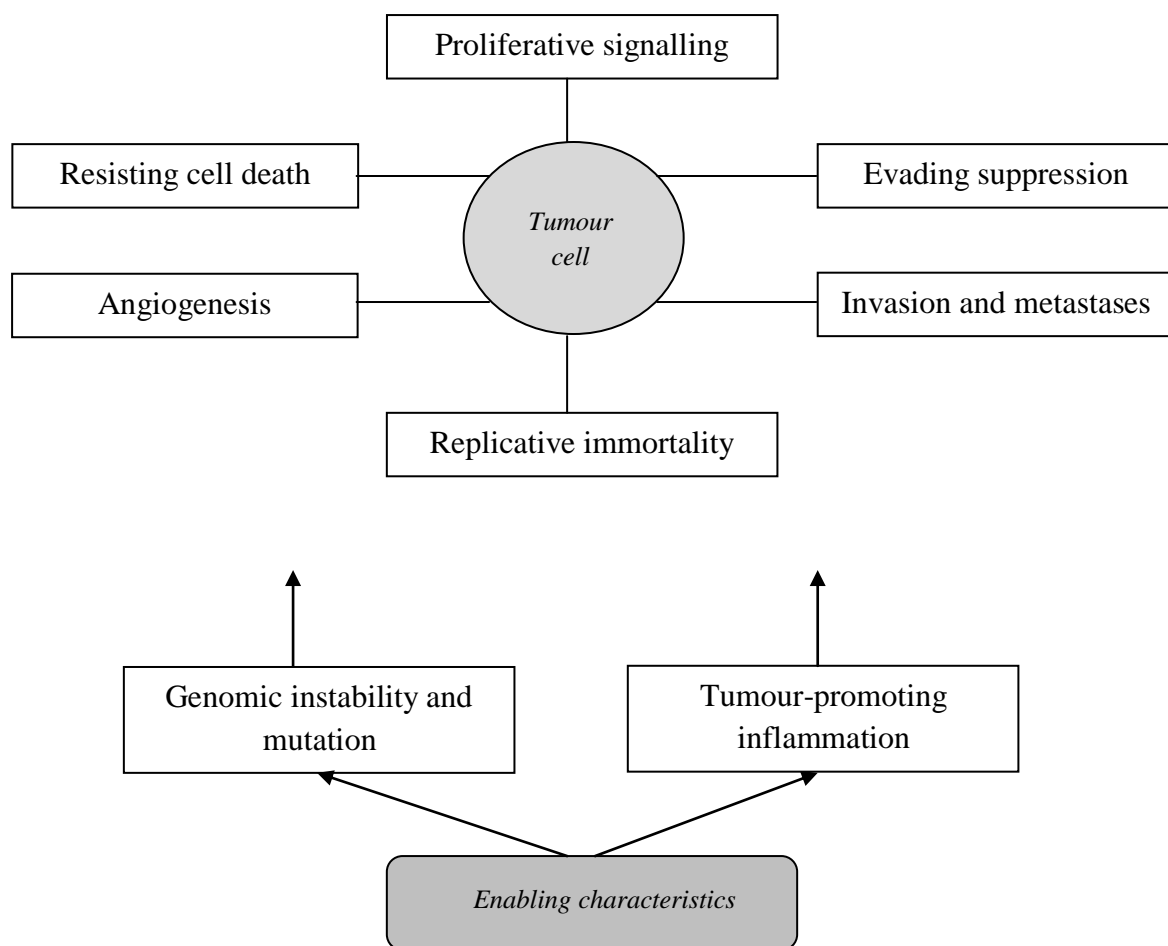 Proliferative signalling
Resisting cell death
Evading suppression
Tumour
cell
Angiogenesis
Invasion and metastases
Replicative immortality
Genomic instability and
mutation
Tumour-promoting
inflammation
Enabling characteristics